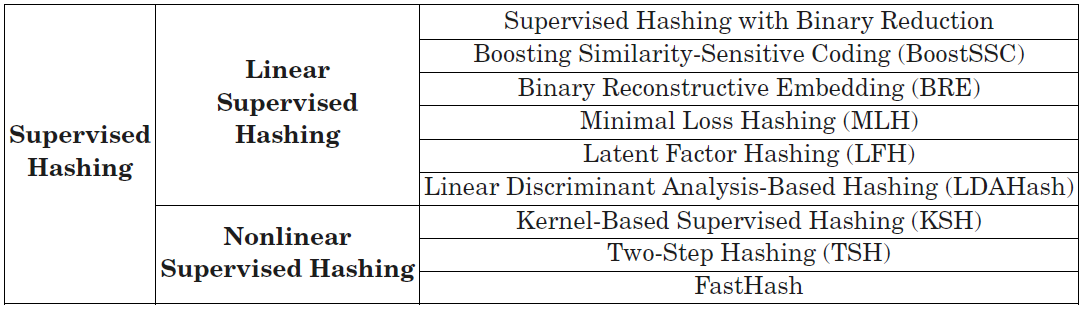 Supervised
Hashing
Linear
Supervised
Hashing
Supervised Hashing with Binary Reduction
Boosting Similarity-Sensitive Coding (BoostSSC)
Binary Reconstructive Embedding (BRE)
Minimal Loss Hashing (MLH)
Latent Factor Hashing (LFH)
Linear Discriminant Analysis-Based Hashing (LDAHash)
Nonlinear
Supervised Hashing
Kernel-Based Supervised Hashing (KSH)
Two-Step Hashing (TSH)
FastHash